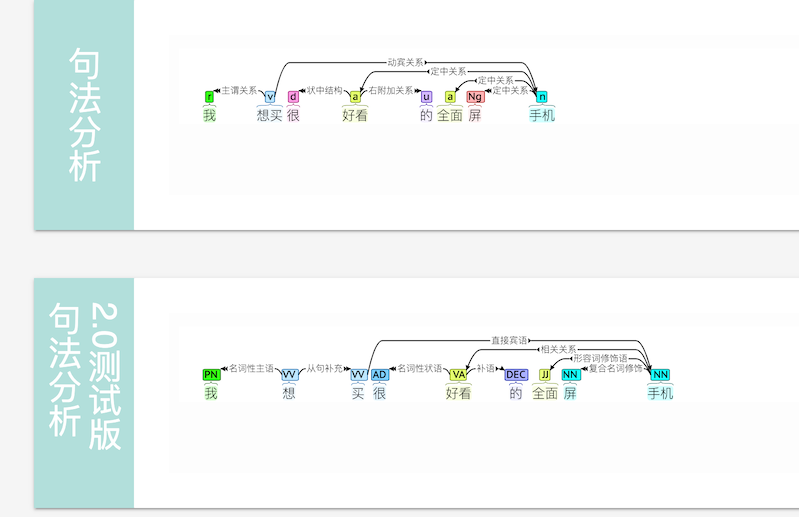 句法分析
动宾关系
定中关系
定中关系
主谓关系 状中结构 右附加关系 定中关系
r v d a u a Ng n
我 想买 很 好看 的 全面 屏 手机
2.0测试版
句法分析
直接宾语
相关关系
形容词修饰语
名词性主语 从句补充 名词性状语 补语 复合名词修饰
PN VV VV AD VA DEC JJ NN NN
我 想 买 很 好看 的 全面 屏 手机